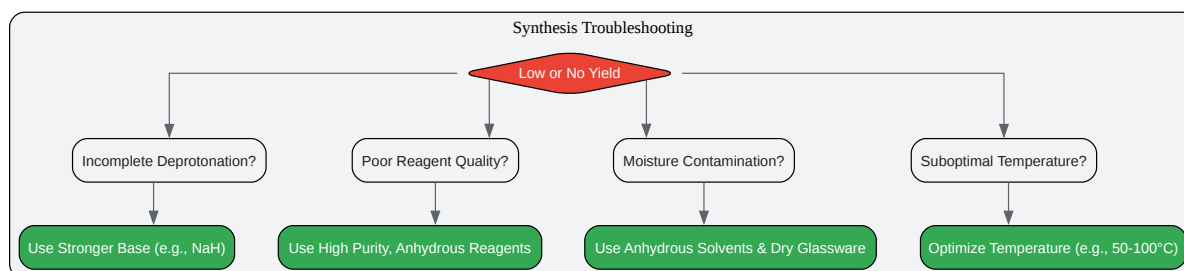 Synthesis Troubleshooting
Low or No Yield
Incomplete Deprotonation?
Poor Reagent Quality?
Moisture Contamination?
Suboptimal Temperature?
Use Stronger Base (e.g., NaH)
Use High Purity, Anhydrous Reagents
Use Anhydrous Solvents & Dry Glassware
Optimize Temperature (e.g., 50-100°C)